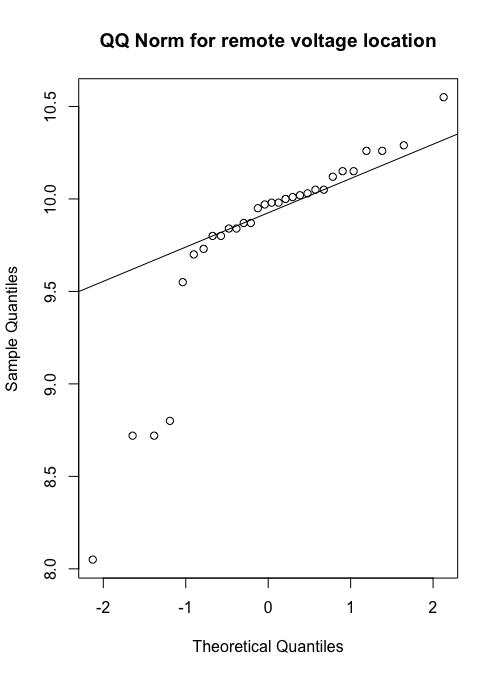 QQ Norm for remote voltage location
10.5
10.0
9.5
9.0
8.5
8.0
Sample Quantiles
-2 -1 0 1 2
Theoretical Quantiles